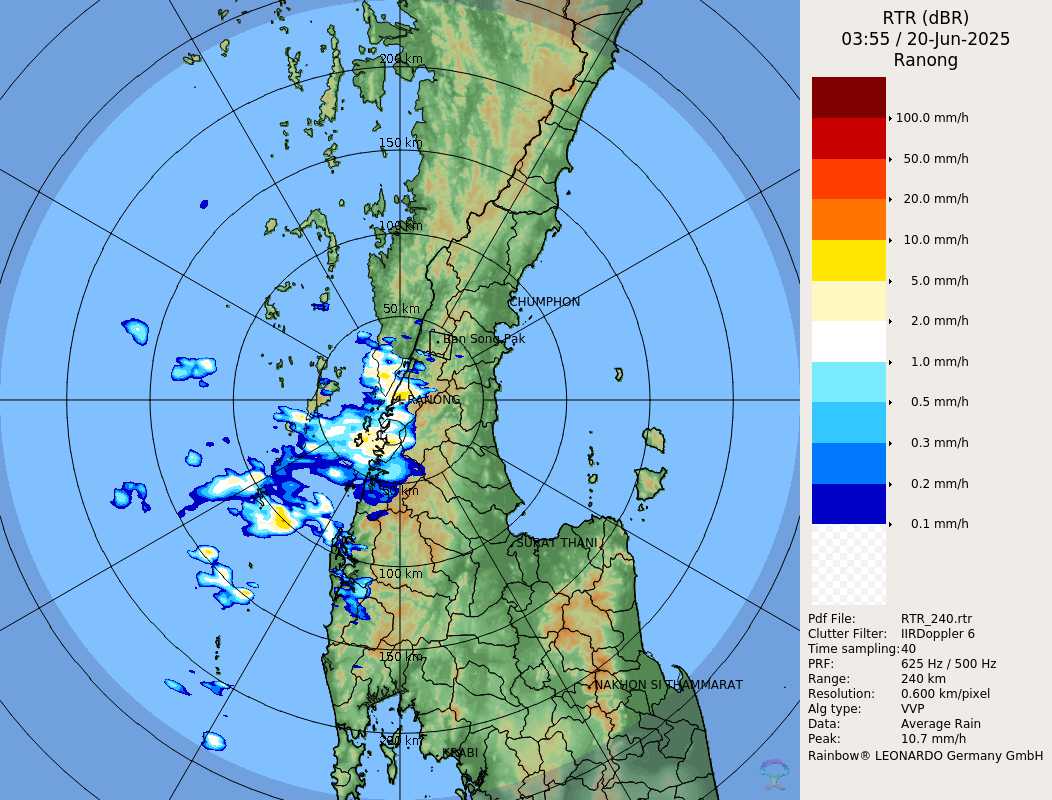 RTR (dBR)
03:55 / 20-Jun-2025
Ranong
200 km
150 km
100 km
50 km
CHUMPHON
Ban Song Pak
RANONG
50 km
SURAT THANI
100 km
150 km
NAKHON SI THAMMARAT
200 km
KRABI
100.0 mm/h
50.0 mm/h
20.0 mm/h
10.0 mm/h
5.0 mm/h
2.0 mm/h
1.0 mm/h
0.5 mm/h
0.3 mm/h
0.2 mm/h
0.1 mm/h
Pdf File: RTR_240.rtr
Clutter Filter: IIRDoppler 6
Time sampling:40
PRF: 625 Hz / 500 Hz
Range: 240 km
Resolution: 0.600 km/pixel
Alg type: VVP
Data: Average Rain
Peak: 10.7 mm/h
Rainbow® LEONARDO Germany GmbH